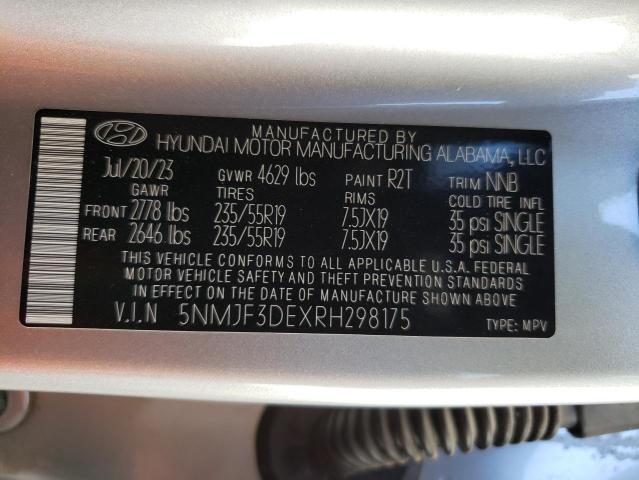 MANUFACTURED BY
HYUNDAI MOTOR MANUFACTURING ALABAMA, LLC
Jul/20/23 GVWR 4629 lbs PAINT R2T TRIM NNB
GAWR TIRES RIMS COLD TIRE INFL
FRONT 2778 lbs 235/55R19 7.5JX19 35 psi SINGLE
REAR 2646 lbs 235/55R19 7.5JX19 35 psi SINGLE
THIS VEHICLE CONFORMS TO ALL APPLICABLE U.S.A. FEDERAL
MOTOR VEHICLE SAFETY AND THEFT PREVENTION STANDARDS
IN EFFECT ON THE DATE OF MANUFACTURE SHOWN ABOVE.
V.I.N 5NMJF3DEXRH298175 TYPE: MPV